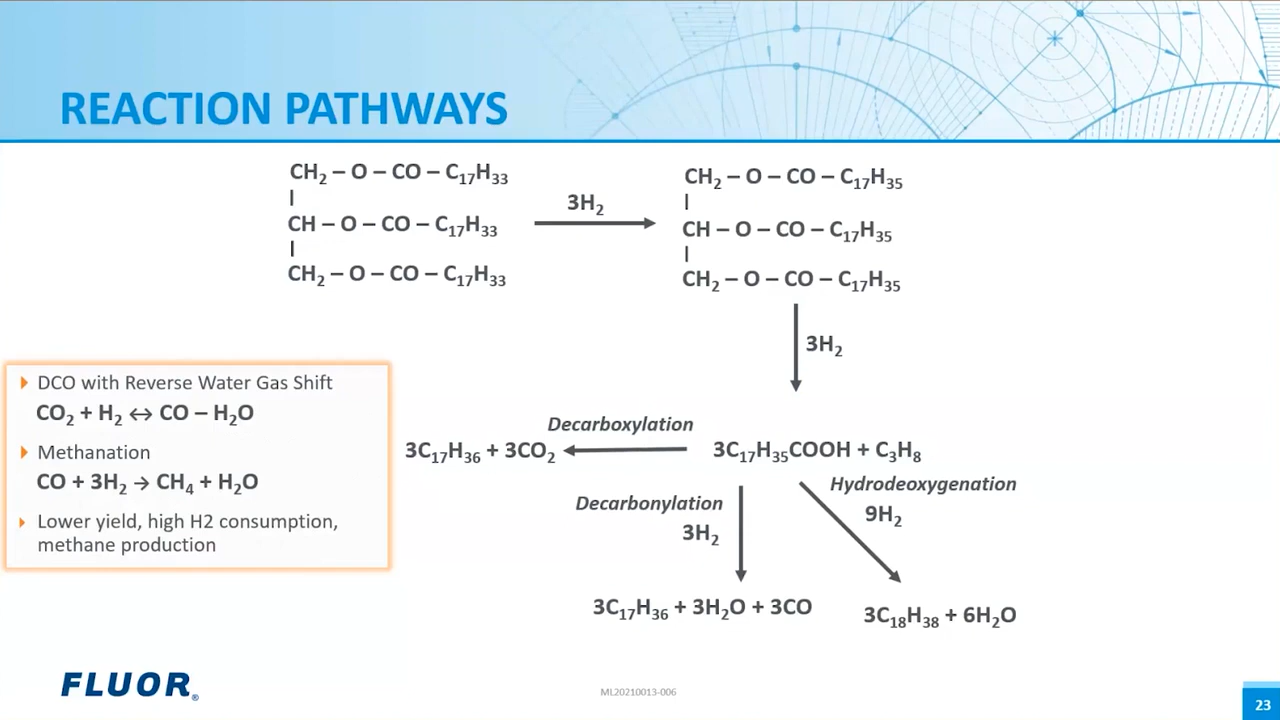 REACTION PATHWAYS
CH₂ – O – CO – C₁₇H₃₃
CH – O – CO – C₁₇H₃₃
CH₂ – O – CO – C₁₇H₃₃
3H₂
CH₂ – O – CO – C₁₇H₃₅
CH – O – CO – C₁₇H₃₅
CH₂ – O – CO – C₁₇H₃₅
3H₂
DCO with Reverse Water Gas Shift
CO₂ + H₂ ↔ CO – H₂O
Methanation
CO + 3H₂ → CH₄ + H₂O
Lower yield, high H2 consumption,
methane production
Decarboxylation
3C₁₇H₃₆ + 3CO₂
3C₁₇H₃₅COOH + C₃H₈
Decarbonylation
3H₂
Hydrodeoxygenation
9H₂
3C₁₇H₃₆ + 3H₂O + 3CO
3C₁₈H₃₈ + 6H₂O
FLUOR®
ML20210013-006
23